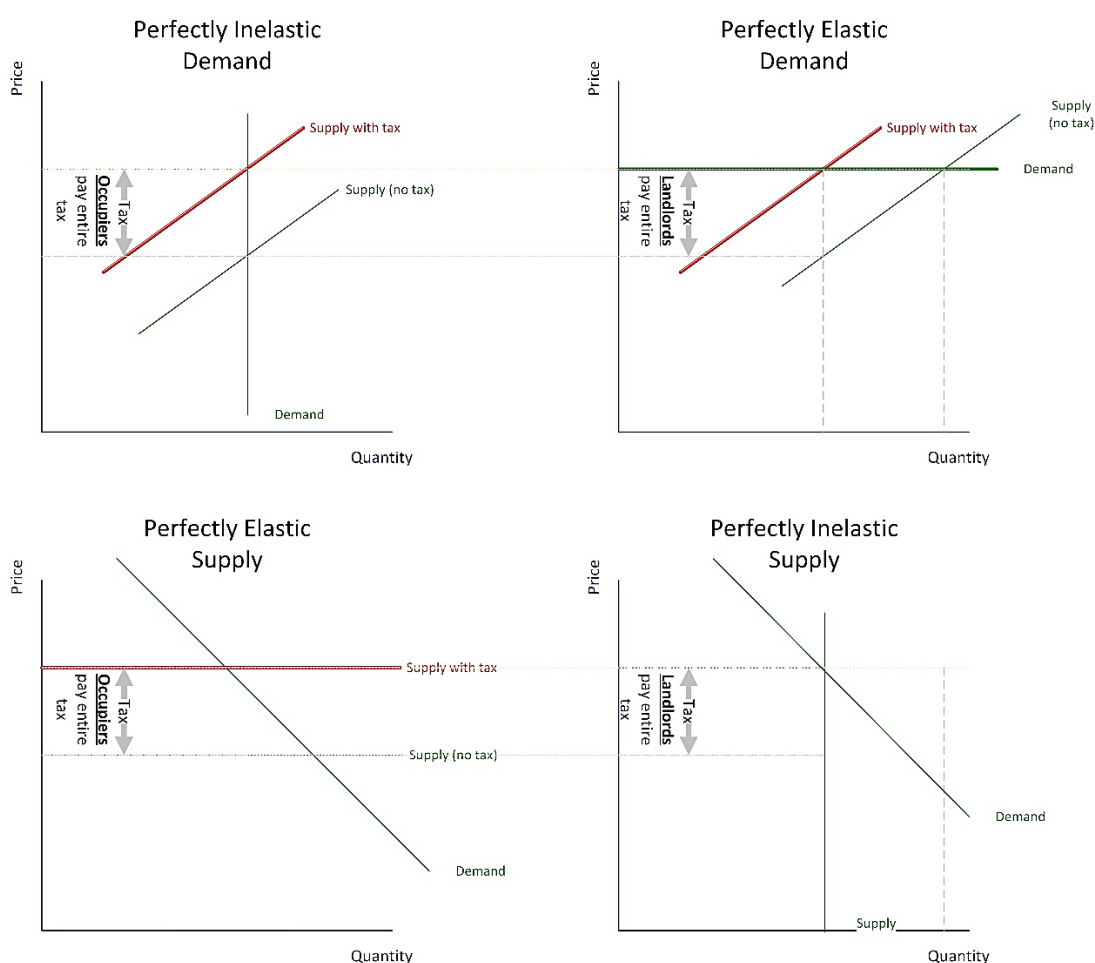 Perfectly Inelastic
Demand
Price
Supply with tax
Supply (no tax)
Tax
Occupiers
pay entire
tax
Demand
Quantity
Perfectly Elastic
Demand
Price
Supply
(no tax)
Supply with tax
Demand
Tax
Landlords
pay entire
tax
Quantity
Perfectly Elastic
Supply
Price
Supply with tax
Tax
Occupiers
pay entire
tax
Supply (no tax)
Demand
Quantity
Perfectly Inelastic
Supply
Price
Tax
Landlords
pay entire
tax
Demand
Supply
Quantity